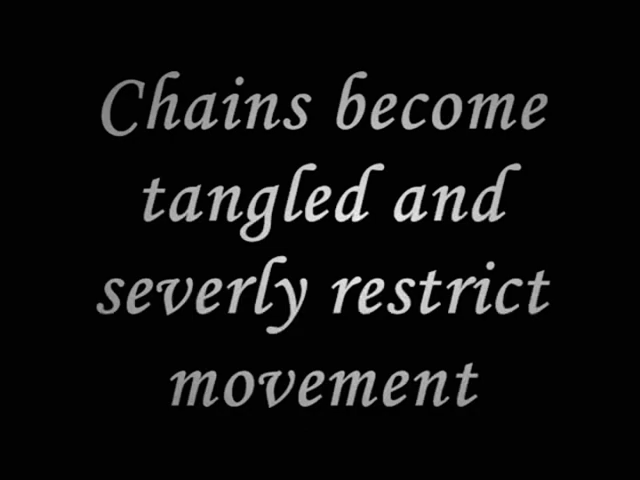 Chains become
tangled and
severly restrict
movement